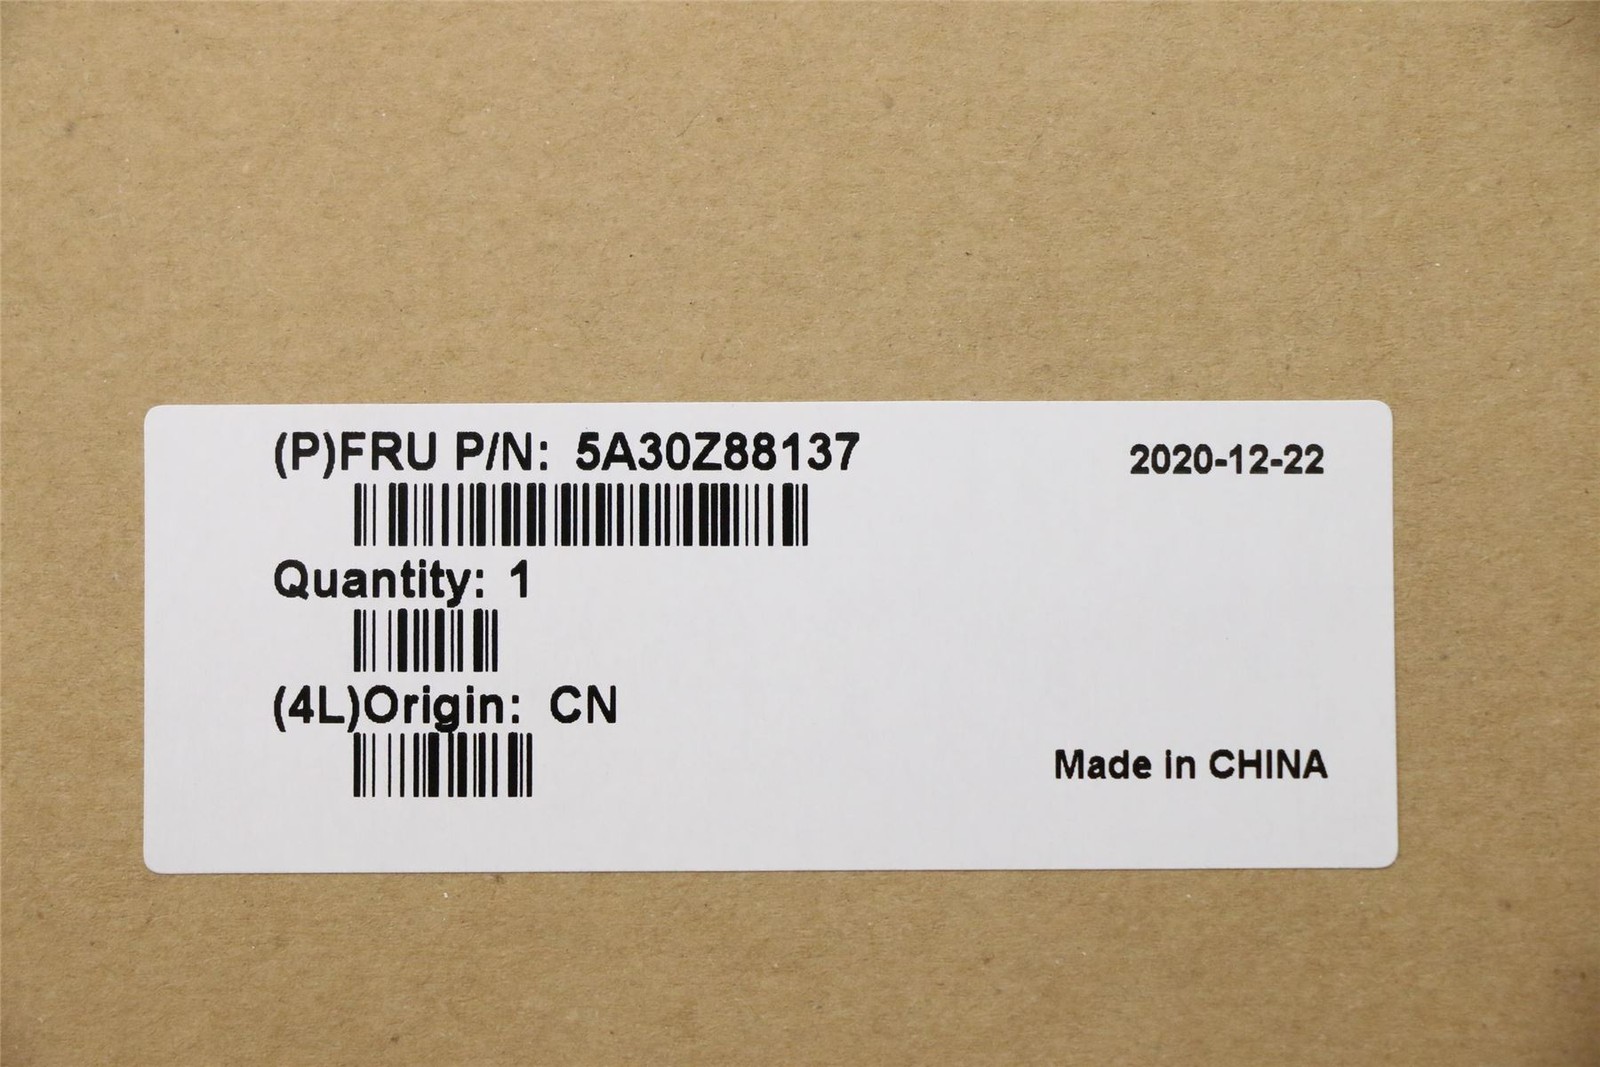 (P)FRU P/N: 5A30Z88137
2020-12-22
Quantity: 1
(4L)Origin: CN
Made in CHINA